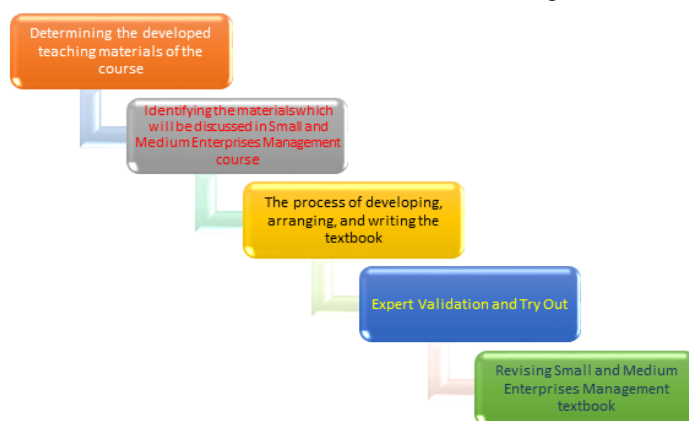 Determining the developed
teaching materials of the
course
Identifying the materials which
will be discussed in Small and
Medium Enterprises Management
course
The process of developing,
arranging, and writing the
textbook
Expert Validation and Try Out
Revising Small and Medium
Enterprises Management
textbook